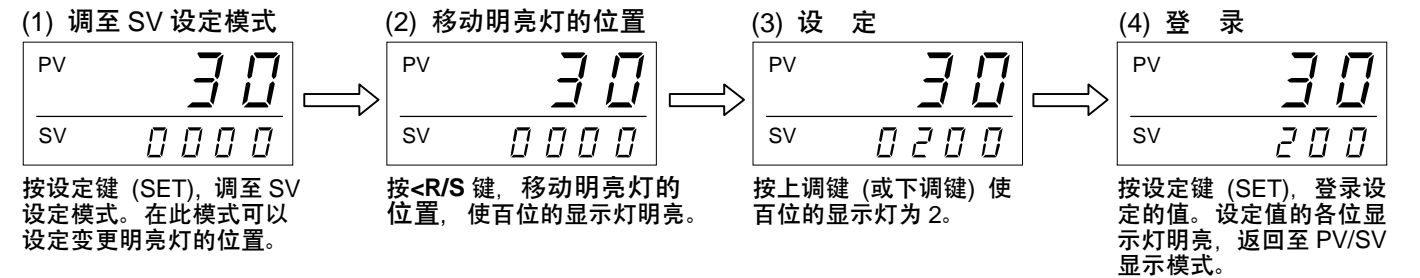 (1) 调至 SV 设定模式
PV 30
SV 0000
按设定键 (SET), 调至 SV
设定模式。在此模式可以
设定变更明亮灯的位置。
(2) 移动明亮灯的位置
PV 30
SV 0000
按<R/S 键, 移动明亮灯的
位置, 使百位的显示灯明亮。
(3) 设 定
PV 30
SV 0200
按上调键 (或下调键) 使
百位的显示灯为 2。
(4) 登 录
PV 30
SV 200
按设定键 (SET), 登录设
定的值。设定值的各位显
示灯明亮, 返回至 PV/SV
显示模式。